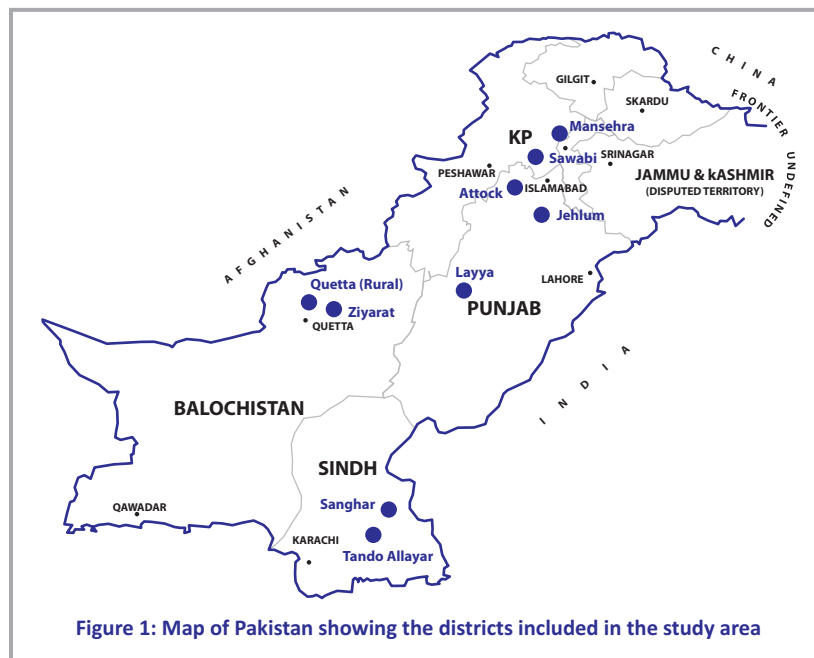 CHINA
FRONTIER
UNDEFINED
GILGIT
SKARDU
Mansehra
KP
Sawabi
SRINAGAR
PESHAWAR
ISLAMABAD
JAMMU & kASHMIR
(DISPUTED TERRITORY)
Attock
Jehlum
AFGHANISTAN
Layya
LAHORE
Quetta (Rural)
PUNJAB
Ziyarat
QUETTA
INDIA
BALOCHISTAN
SINDH
Sanghar
QAWADAR
KARACHI
Tando Allayar
Figure 1: Map of Pakistan showing the districts included in the study area